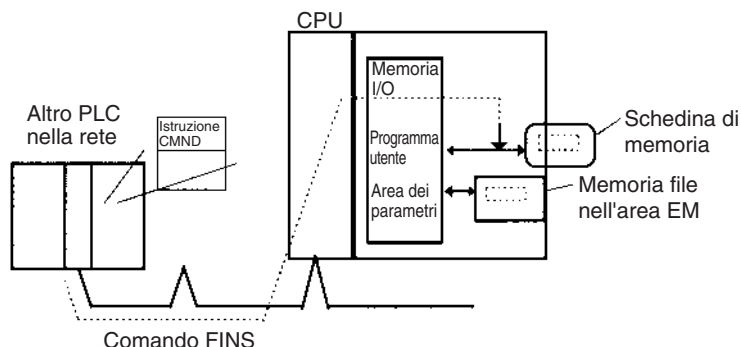 CPU
Memoria
I/O
Altro PLC
nella rete
Istruzione
CMND
Schedina di
memoria
Programma
utente
Area dei
parametri
Memoria file
nell'area EM
Comando FINS